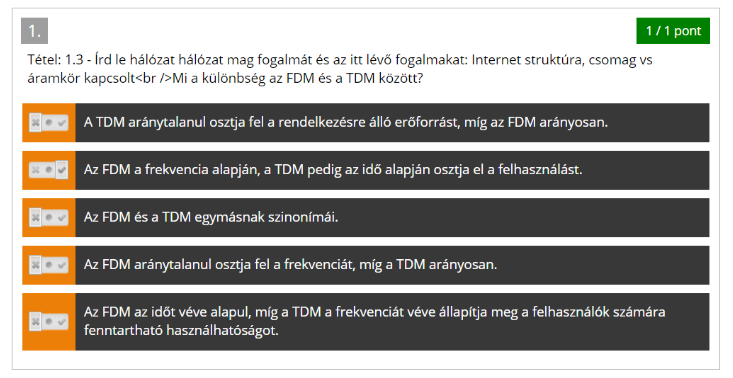 1.
1 / 1 pont
Tétel: 1.3 - Írd le hálózat hálózat mag fogalmát és az itt lévő fogalmakat: Internet struktúra, csomag vs
áramkör kapcsolt<br />Mi a különbség az FDM és a TDM között?
A TDM aránytalanul osztja fel a rendelkezésre álló erőforrást, míg az FDM arányosan.
Az FDM a frekvencia alapján, a TDM pedig az idő alapján osztja el a felhasználást.
Az FDM és a TDM egymásnak szinonímái.
Az FDM aránytalanul osztja fel a frekvenciát, míg a TDM arányosan.
Az FDM az időt véve alapul, míg a TDM a frekvenciát véve állapítja meg a felhasználók számára
fenntartható használhatóságot.